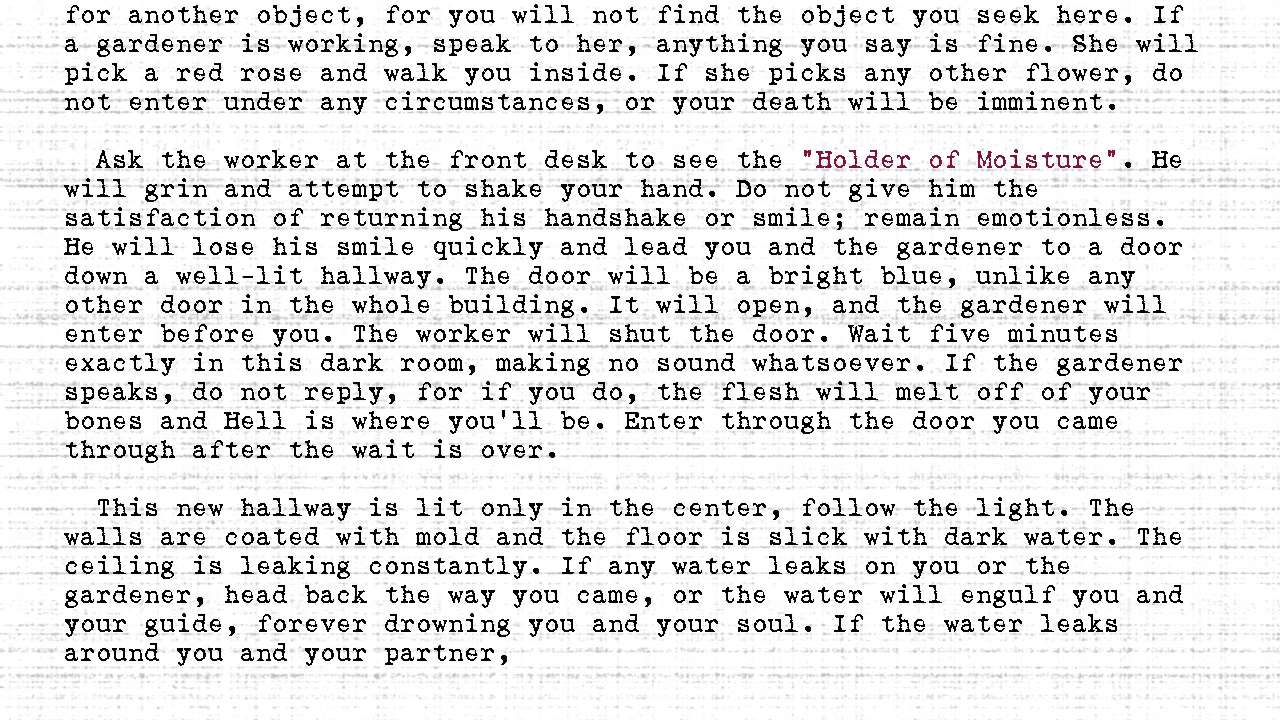 for another object, for you will not find the object you seek here. If
a gardener is working, speak to her, anything you say is fine. She will
pick a red rose and walk you inside. If she picks any other flower, do
not enter under any circumstances, or your death will be imminent.
Ask the worker at the front desk to see the "Holder of Moisture". He
will grin and attempt to shake your hand. Do not give him the
satisfaction of returning his handshake or smile; remain emotionless.
He will lose his smile quickly and lead you and the gardener to a door
down a well-lit hallway. The door will be a bright blue, unlike any
other door in the whole building. It will open, and the gardener will
enter before you. The worker will shut the door. Wait five minutes
exactly in this dark room, making no sound whatsoever. If the gardener
speaks, do not reply, for if you do, the flesh will melt off of your
bones and Hell is where you'll be. Enter through the door you came
through after the wait is over.
This new hallway is lit only in the center, follow the light. The
walls are coated with mold and the floor is slick with dark water. The
ceiling is leaking constantly. If any water leaks on you or the
gardener, head back the way you came, or the water will engulf you and
your guide, forever drowning you and your soul. If the water leaks
around you and your partner,